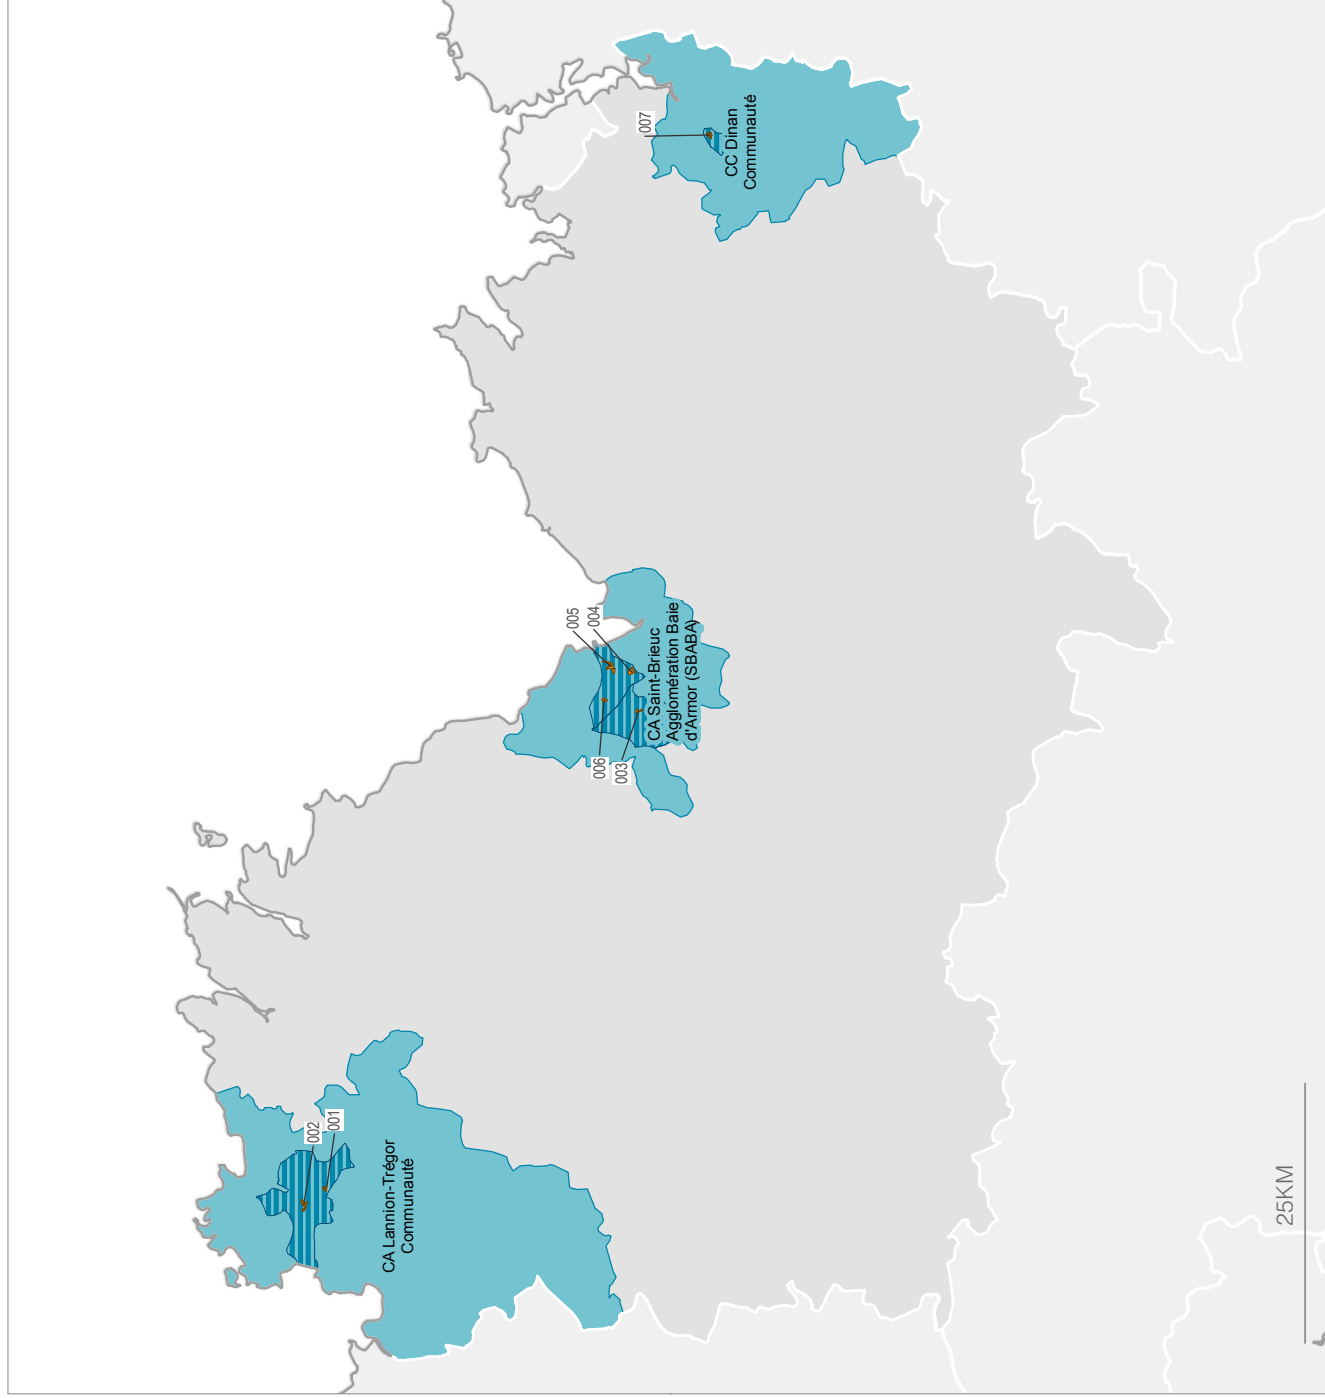 002
001
CA Lannion-Trégor
Communauté
005
004
006
003
CA Saint-Brieuc
Agglomération Baie
d'Armor (SBABA)
007
CC Dinan
Communauté
25KM